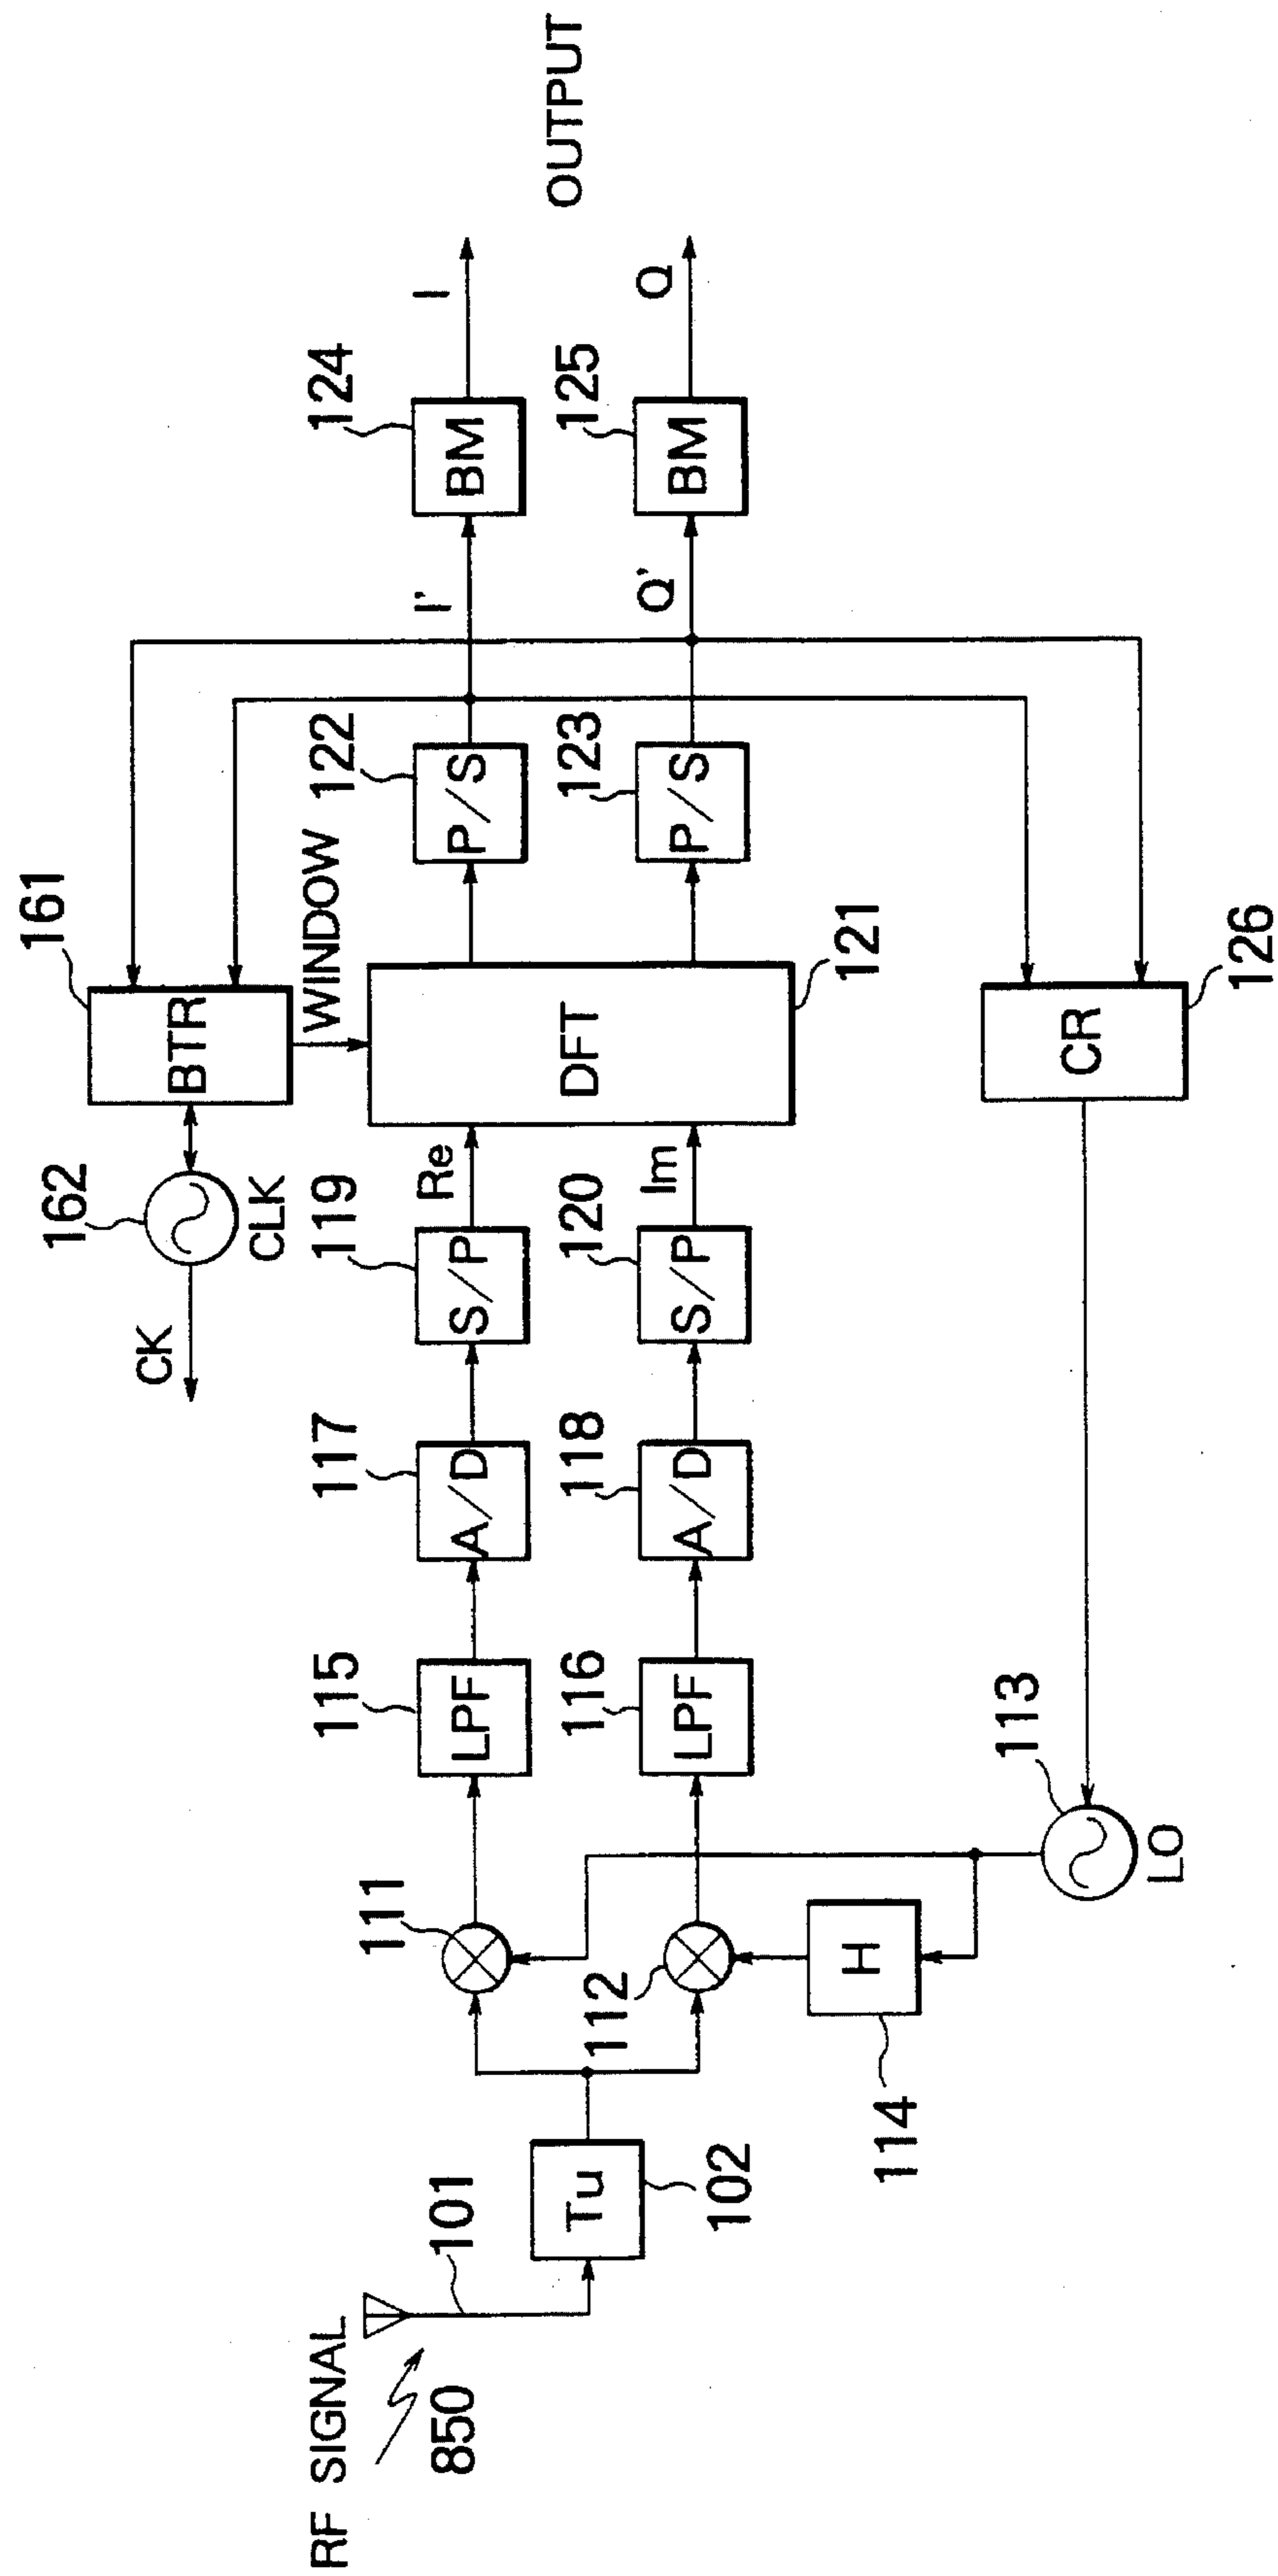 RF SIGNAL
850
101
Tu
102
111
112
H
114
LO
113
115
LPF
116
LPF
117
A/D
118
A/D
119
S/P
120
S/P
Re
Im
CK
162
CLK
161
BTR
WINDOW
DFT
121
122
P/S
123
P/S
CR
126
I'
Q'
124
BM
125
BM
I
Q
OUTPUT